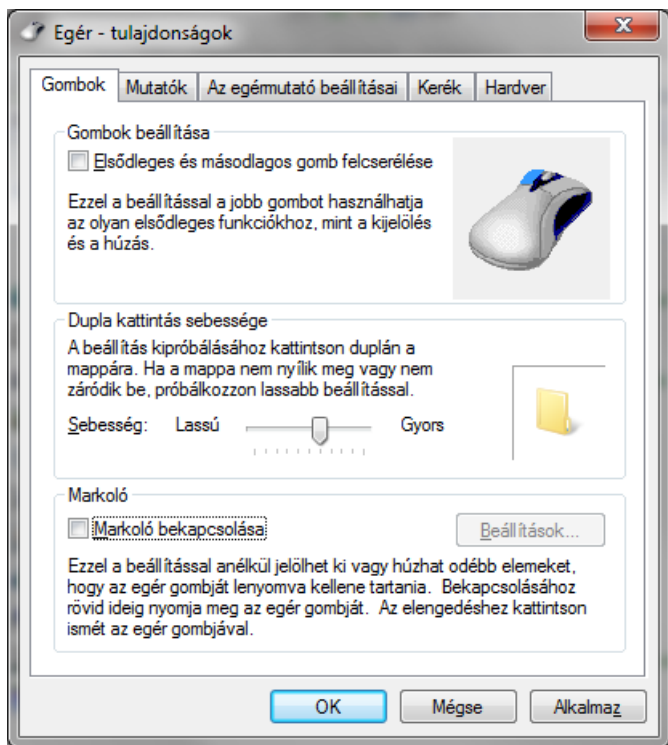 Egér - tulajdonságok
Gombok Mutatók Az egérmutató beállításai Kerék Hardver
Gombok beállítása
Elsődleges és másodlagos gomb felcserélése
Ezzel a beállítással a jobb gombot használhatja
az olyan elsődleges funkciókhoz, mint a kijelölés
és a húzás.
Dupla kattintás sebessége
A beállítás kipróbálásához kattintson duplán a
mappára. Ha a mappa nem nyílik meg vagy nem
záródik be, próbálkozzon lassabb beállítással.
Sebesség: Lassú Gyors
Markoló
Markoló bekapcsolása Beállítások...
Ezzel a beállítással anélkül jelölhet ki vagy húzhat odébb elemeket,
hogy az egér gombját lenyomva kellene tartania. Bekapcsolásához
rövid ideig nyomja meg az egér gombját. Az elengedéshez kattintson
ismét az egér gombjával.
OK Mégse Alkalmaz